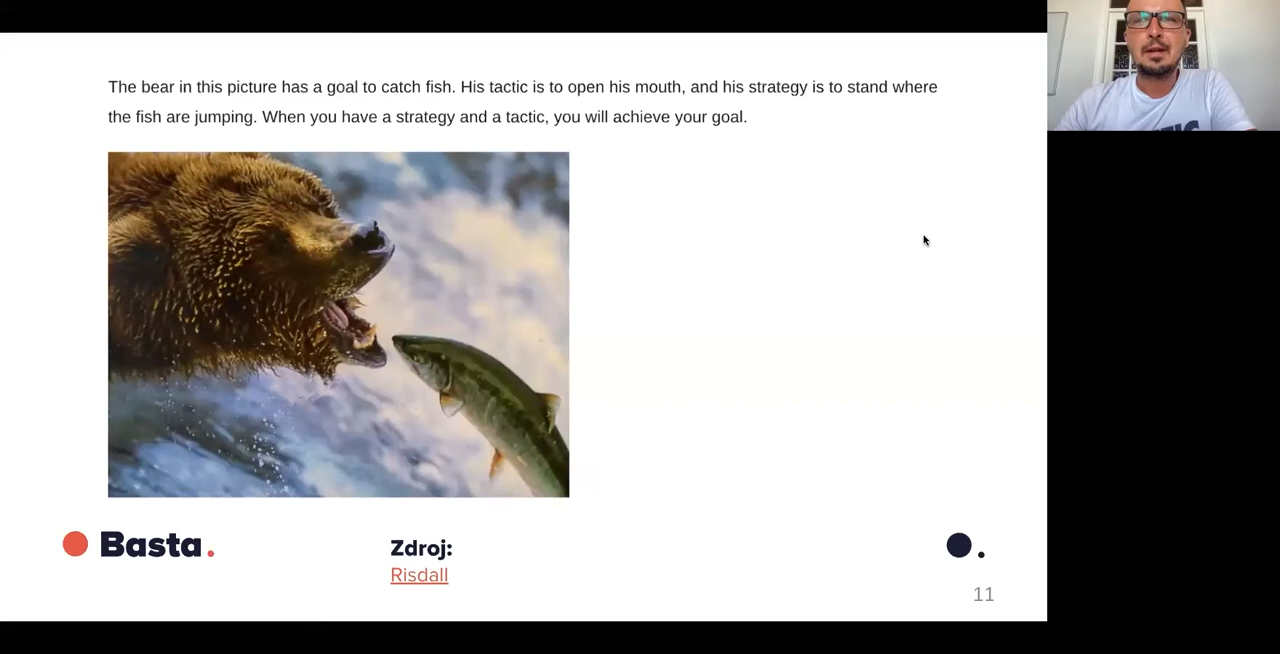 The bear in this picture has a goal to catch fish. His tactic is to open his mouth, and his strategy is to stand where
the fish are jumping. When you have a strategy and a tactic, you will achieve your goal.
Basta.
Zdroj:
Risdall
11